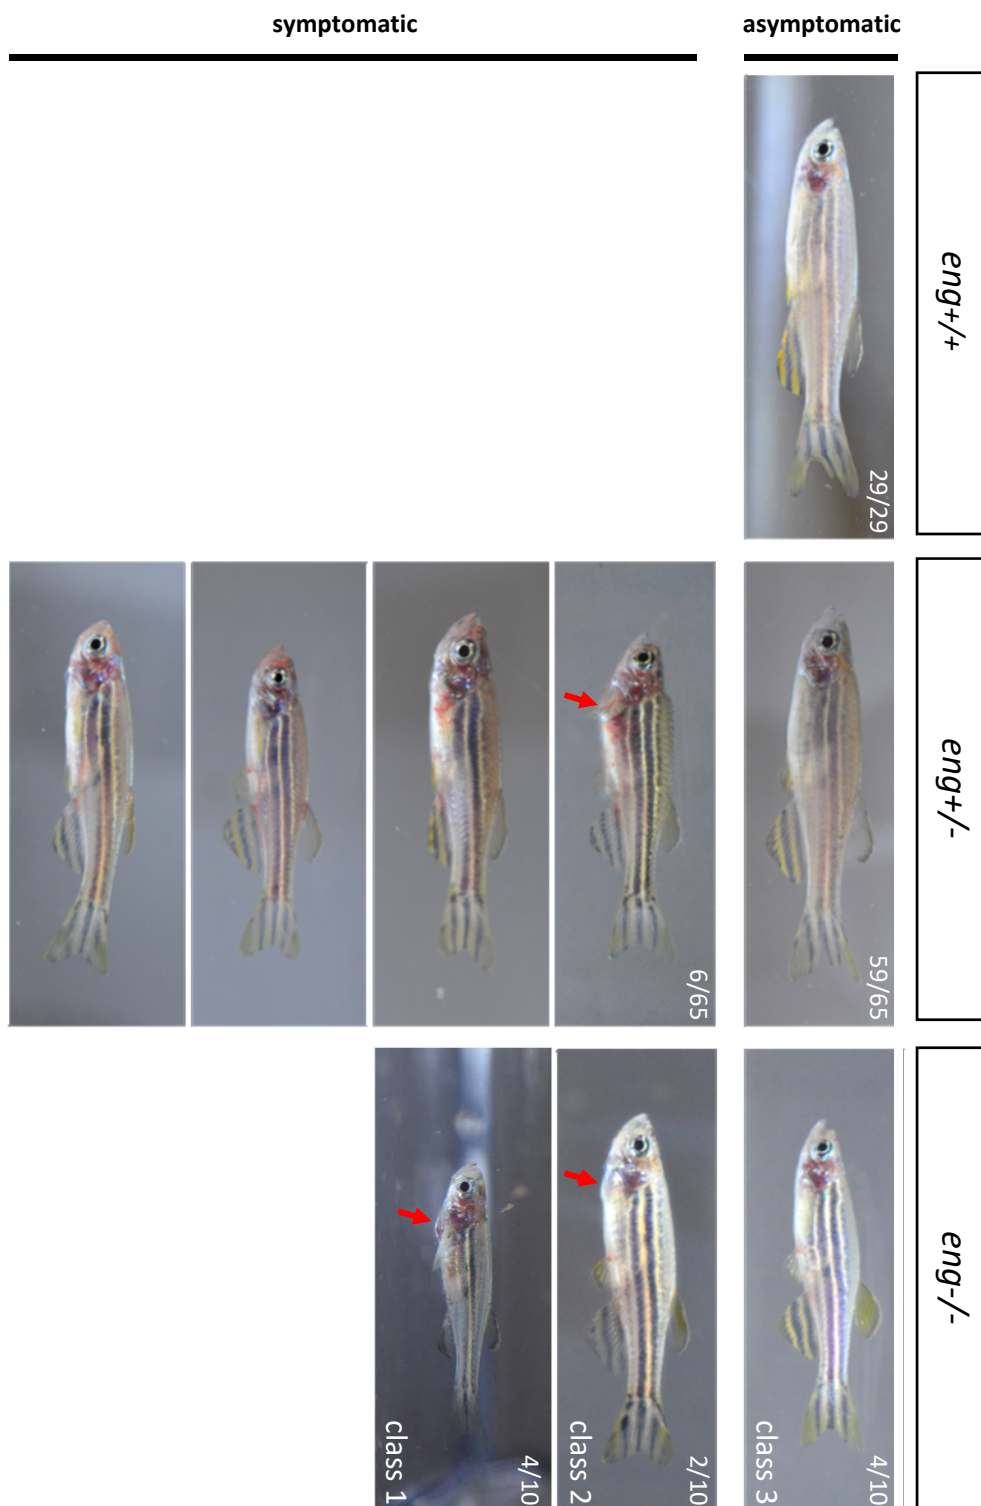 symptomatic
asymptomatic
eng+/+
29/29
eng+/-
6/65
59/65
eng-/-
class 1
4/10
class 2
2/10
class 3
4/10